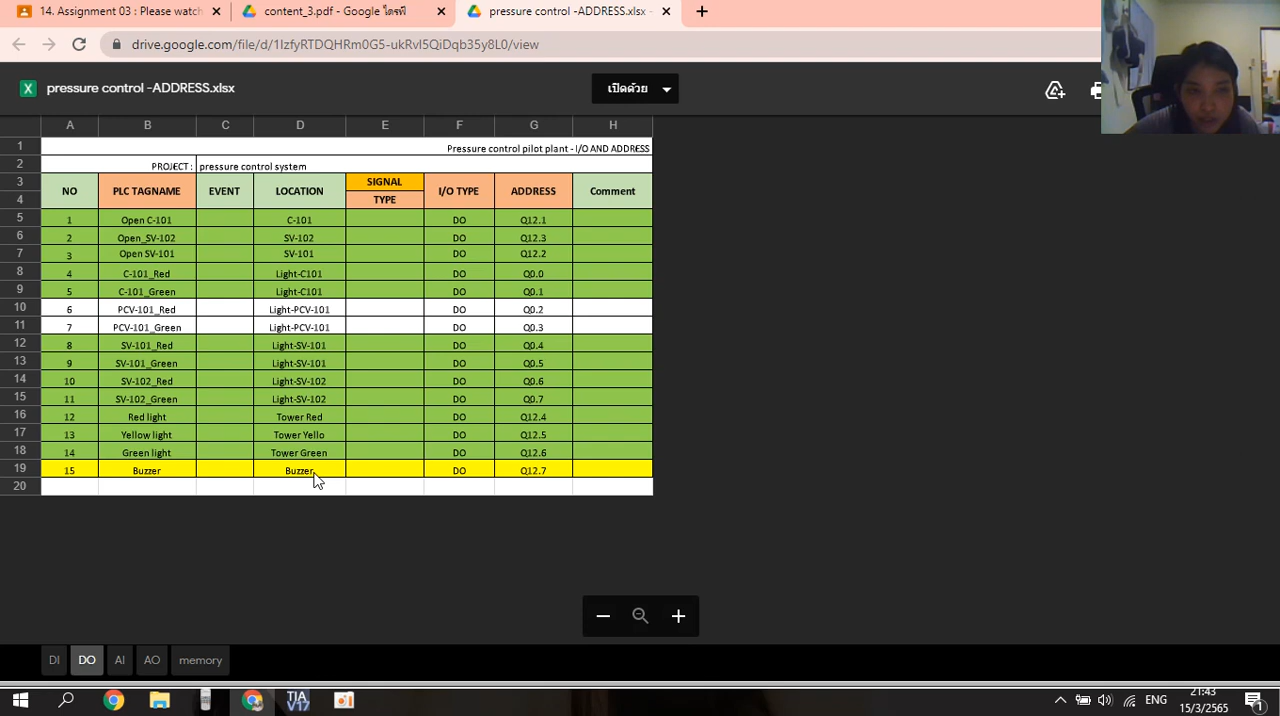 14. Assignment 03 : Please watch
content_3.pdf - Google ไดรฟ์
pressure control -ADDRESS.xlsx -
drive.google.com/file/d/1IzfyRTDQHRm0G5-ukRvI5QiDqb35y8L0/view
X pressure control -ADDRESS.xlsx
เปิดด้วย
A B C D E F G H
1 Pressure control pilot plant - I/O AND ADDRESS
2 PROJECT : pressure control system
3 NO PLC TAGNAME EVENT LOCATION SIGNAL I/O TYPE ADDRESS Comment
4 TYPE
5 1 Open C-101 C-101 DO Q12.1
6 2 Open_SV-102 SV-102 DO Q12.3
7 3 Open SV-101 SV-101 DO Q12.2
8 4 C-101_Red Light-C101 DO Q0.0
9 5 C-101_Green Light-C101 DO Q0.1
10 6 PCV-101_Red Light-PCV-101 DO Q0.2
11 7 PCV-101_Green Light-PCV-101 DO Q0.3
12 8 SV-101_Red Light-SV-101 DO Q0.4
13 9 SV-101_Green Light-SV-101 DO Q0.5
14 10 SV-102_Red Light-SV-102 DO Q0.6
15 11 SV-102_Green Light-SV-102 DO Q0.7
16 12 Red light Tower Red DO Q12.4
17 13 Yellow light Tower Yello DO Q12.5
18 14 Green light Tower Green DO Q12.6
19 15 Buzzer Buzzer DO Q12.7
20
DI DO AI AO memory
TIA V17
ENG
21:43
15/3/2565
1